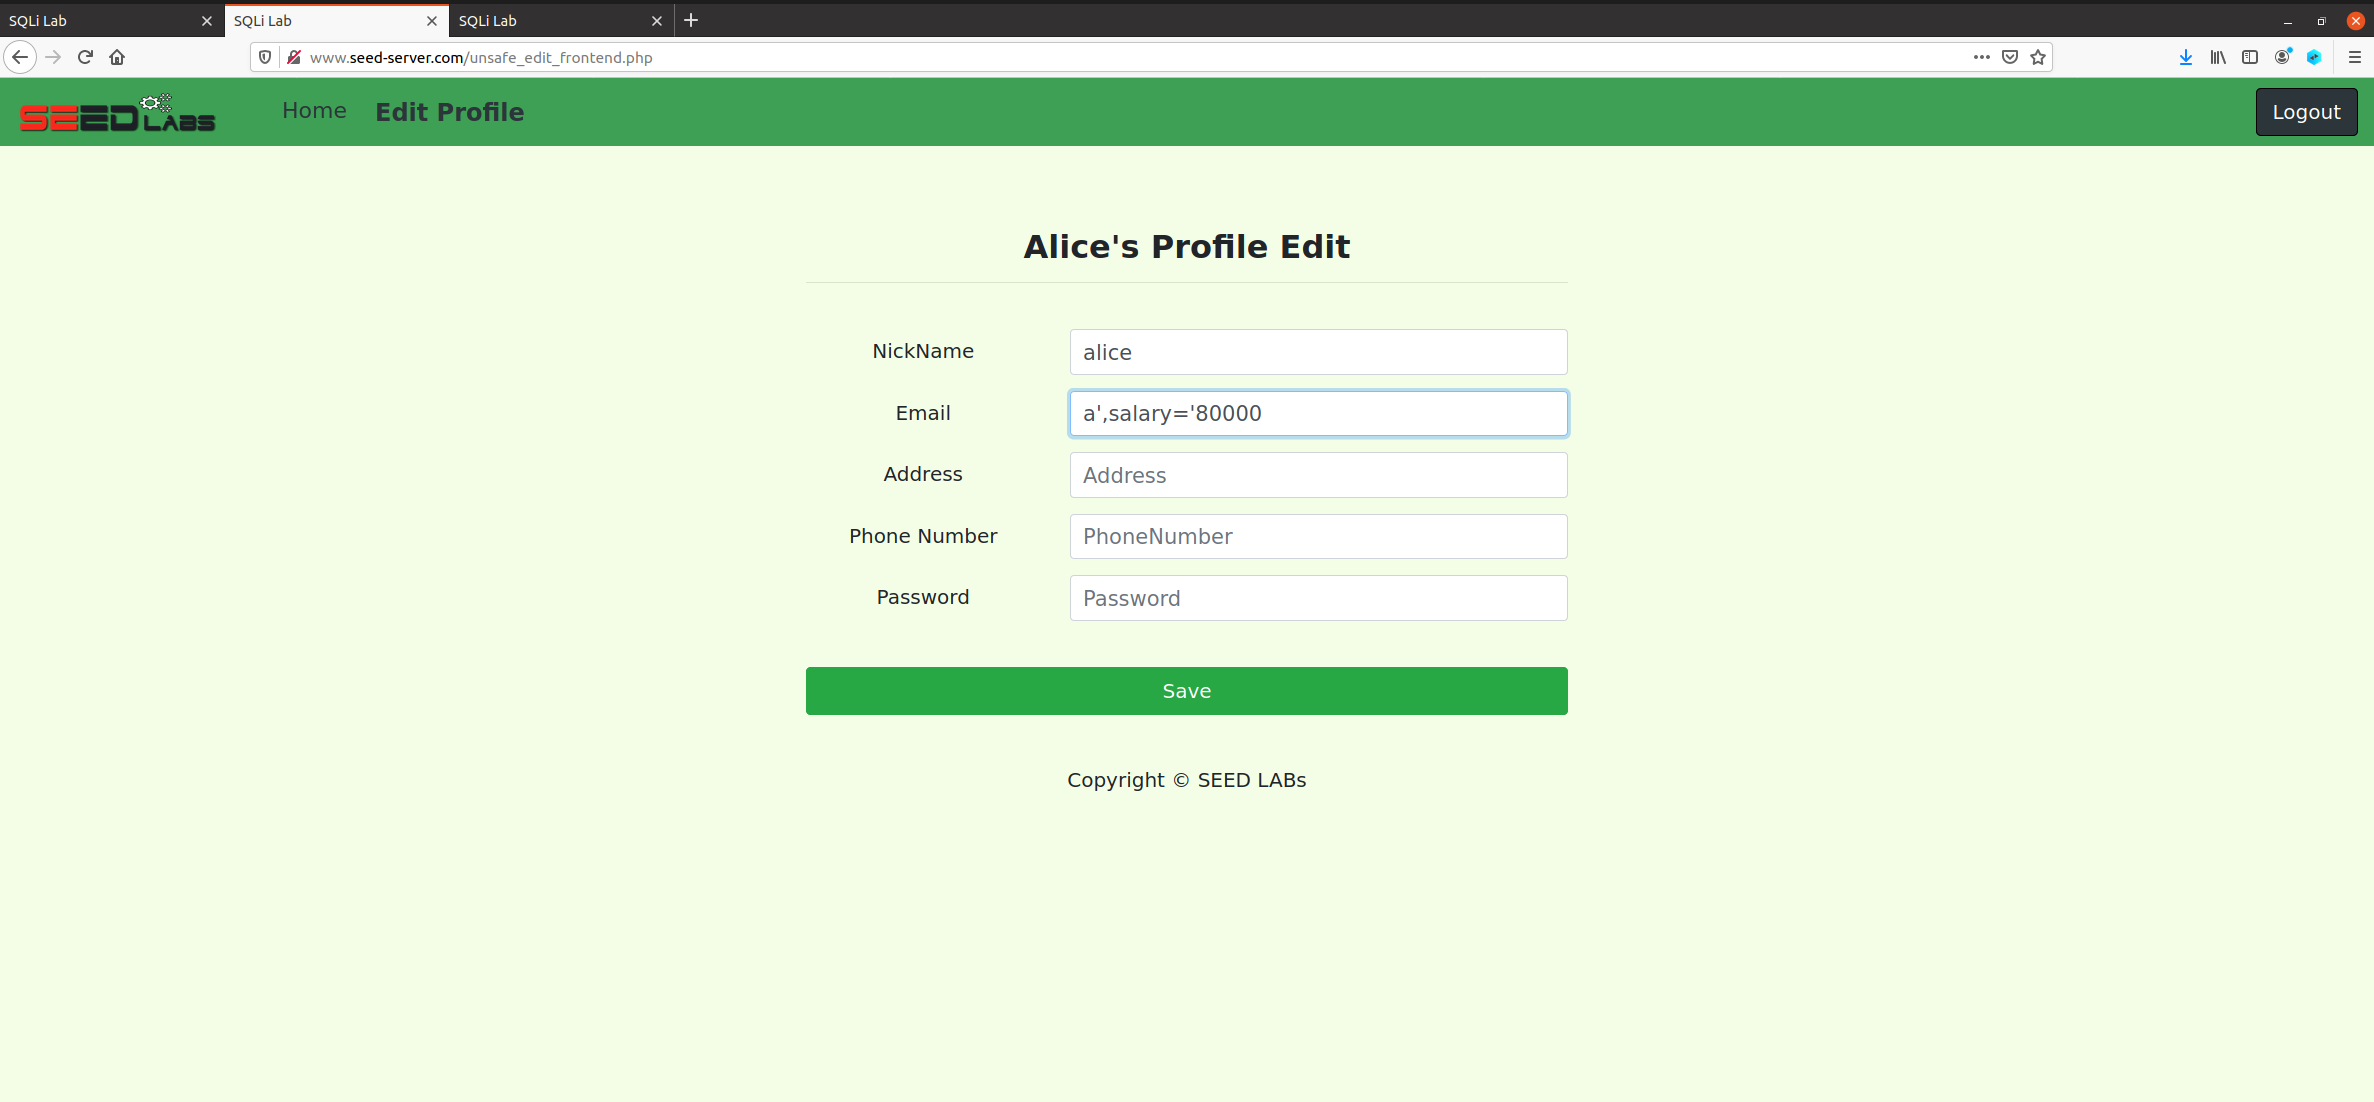 SQLi Lab
SQLi Lab
SQLi Lab
www.seed-server.com/unsafe_edit_frontend.php
SEED LABS
Home
Edit Profile
Logout
Alice's Profile Edit
NickName
alice
Email
a',salary='80000
Address
Address
Phone Number
PhoneNumber
Password
Password
Save
Copyright © SEED LABs